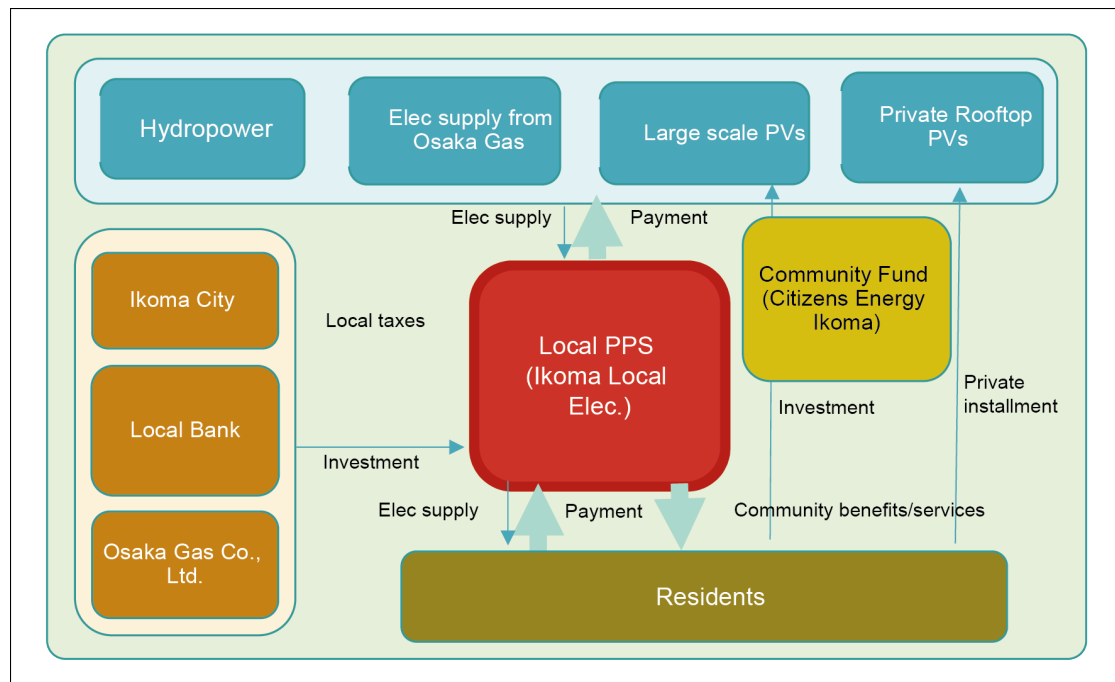 Hydropower
Elec supply from
Osaka Gas
Large scale PVs
Private Rooftop
PVs
Elec supply
Payment
Ikoma City
Local Bank
Osaka Gas Co.,
Ltd.
Local taxes
Investment
Local PPS
(Ikoma Local
Elec.)
Community Fund
(Citizens Energy
Ikoma)
Investment
Private
installment
Elec supply
Payment
Community benefits/services
Residents